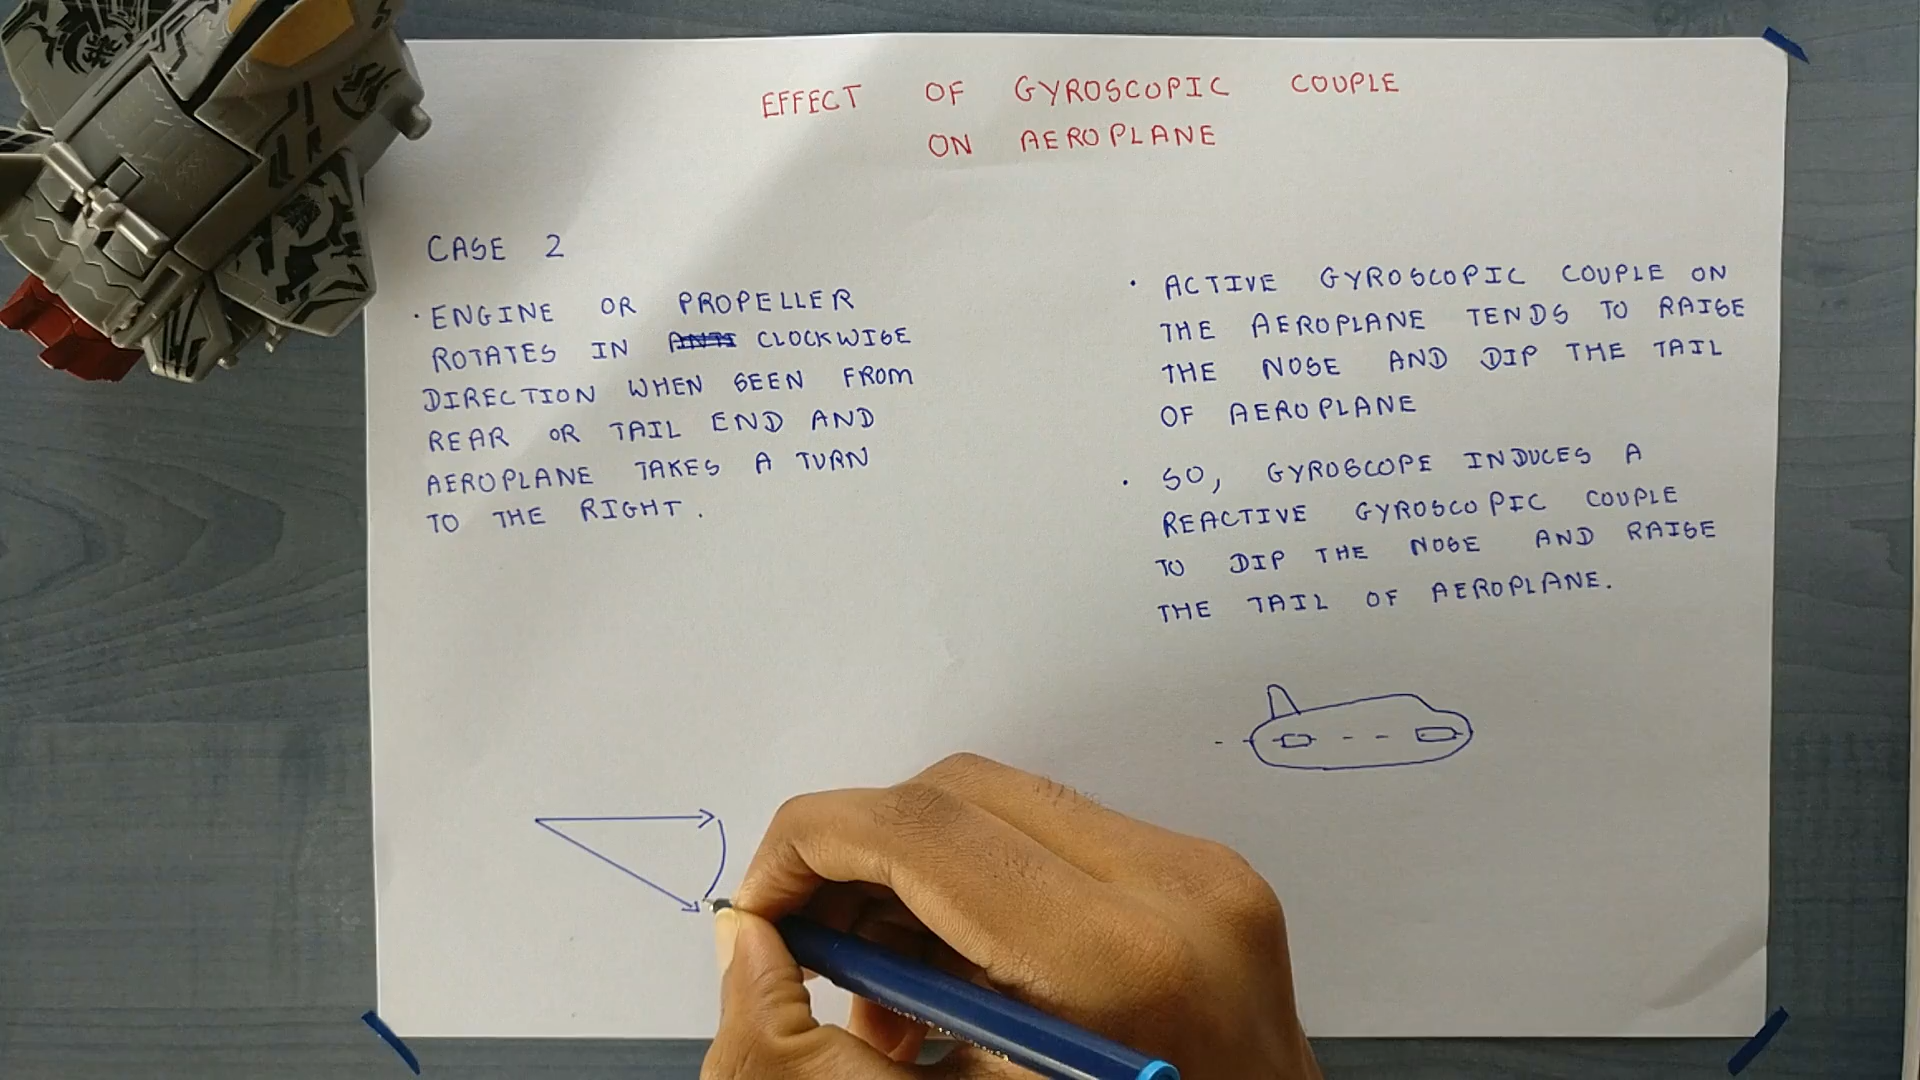 EFFECT OF GYROSCOPIC COUPLE
ON AEROPLANE
CASE 2
• ENGINE OR PROPELLER
ROTATES IN CLOCKWISE
DIRECTION WHEN SEEN FROM
REAR OR TAIL END AND
AEROPLANE TAKES A TURN
TO THE RIGHT.
• ACTIVE GYROSCOPIC COUPLE ON
THE AEROPLANE TENDS TO RAISE
THE NOSE AND DIP THE TAIL
OF AEROPLANE
• SO, GYROSCOPE INDUCES A
REACTIVE GYROSCOPIC COUPLE
TO DIP THE NOSE AND RAISE
THE TAIL OF AEROPLANE.